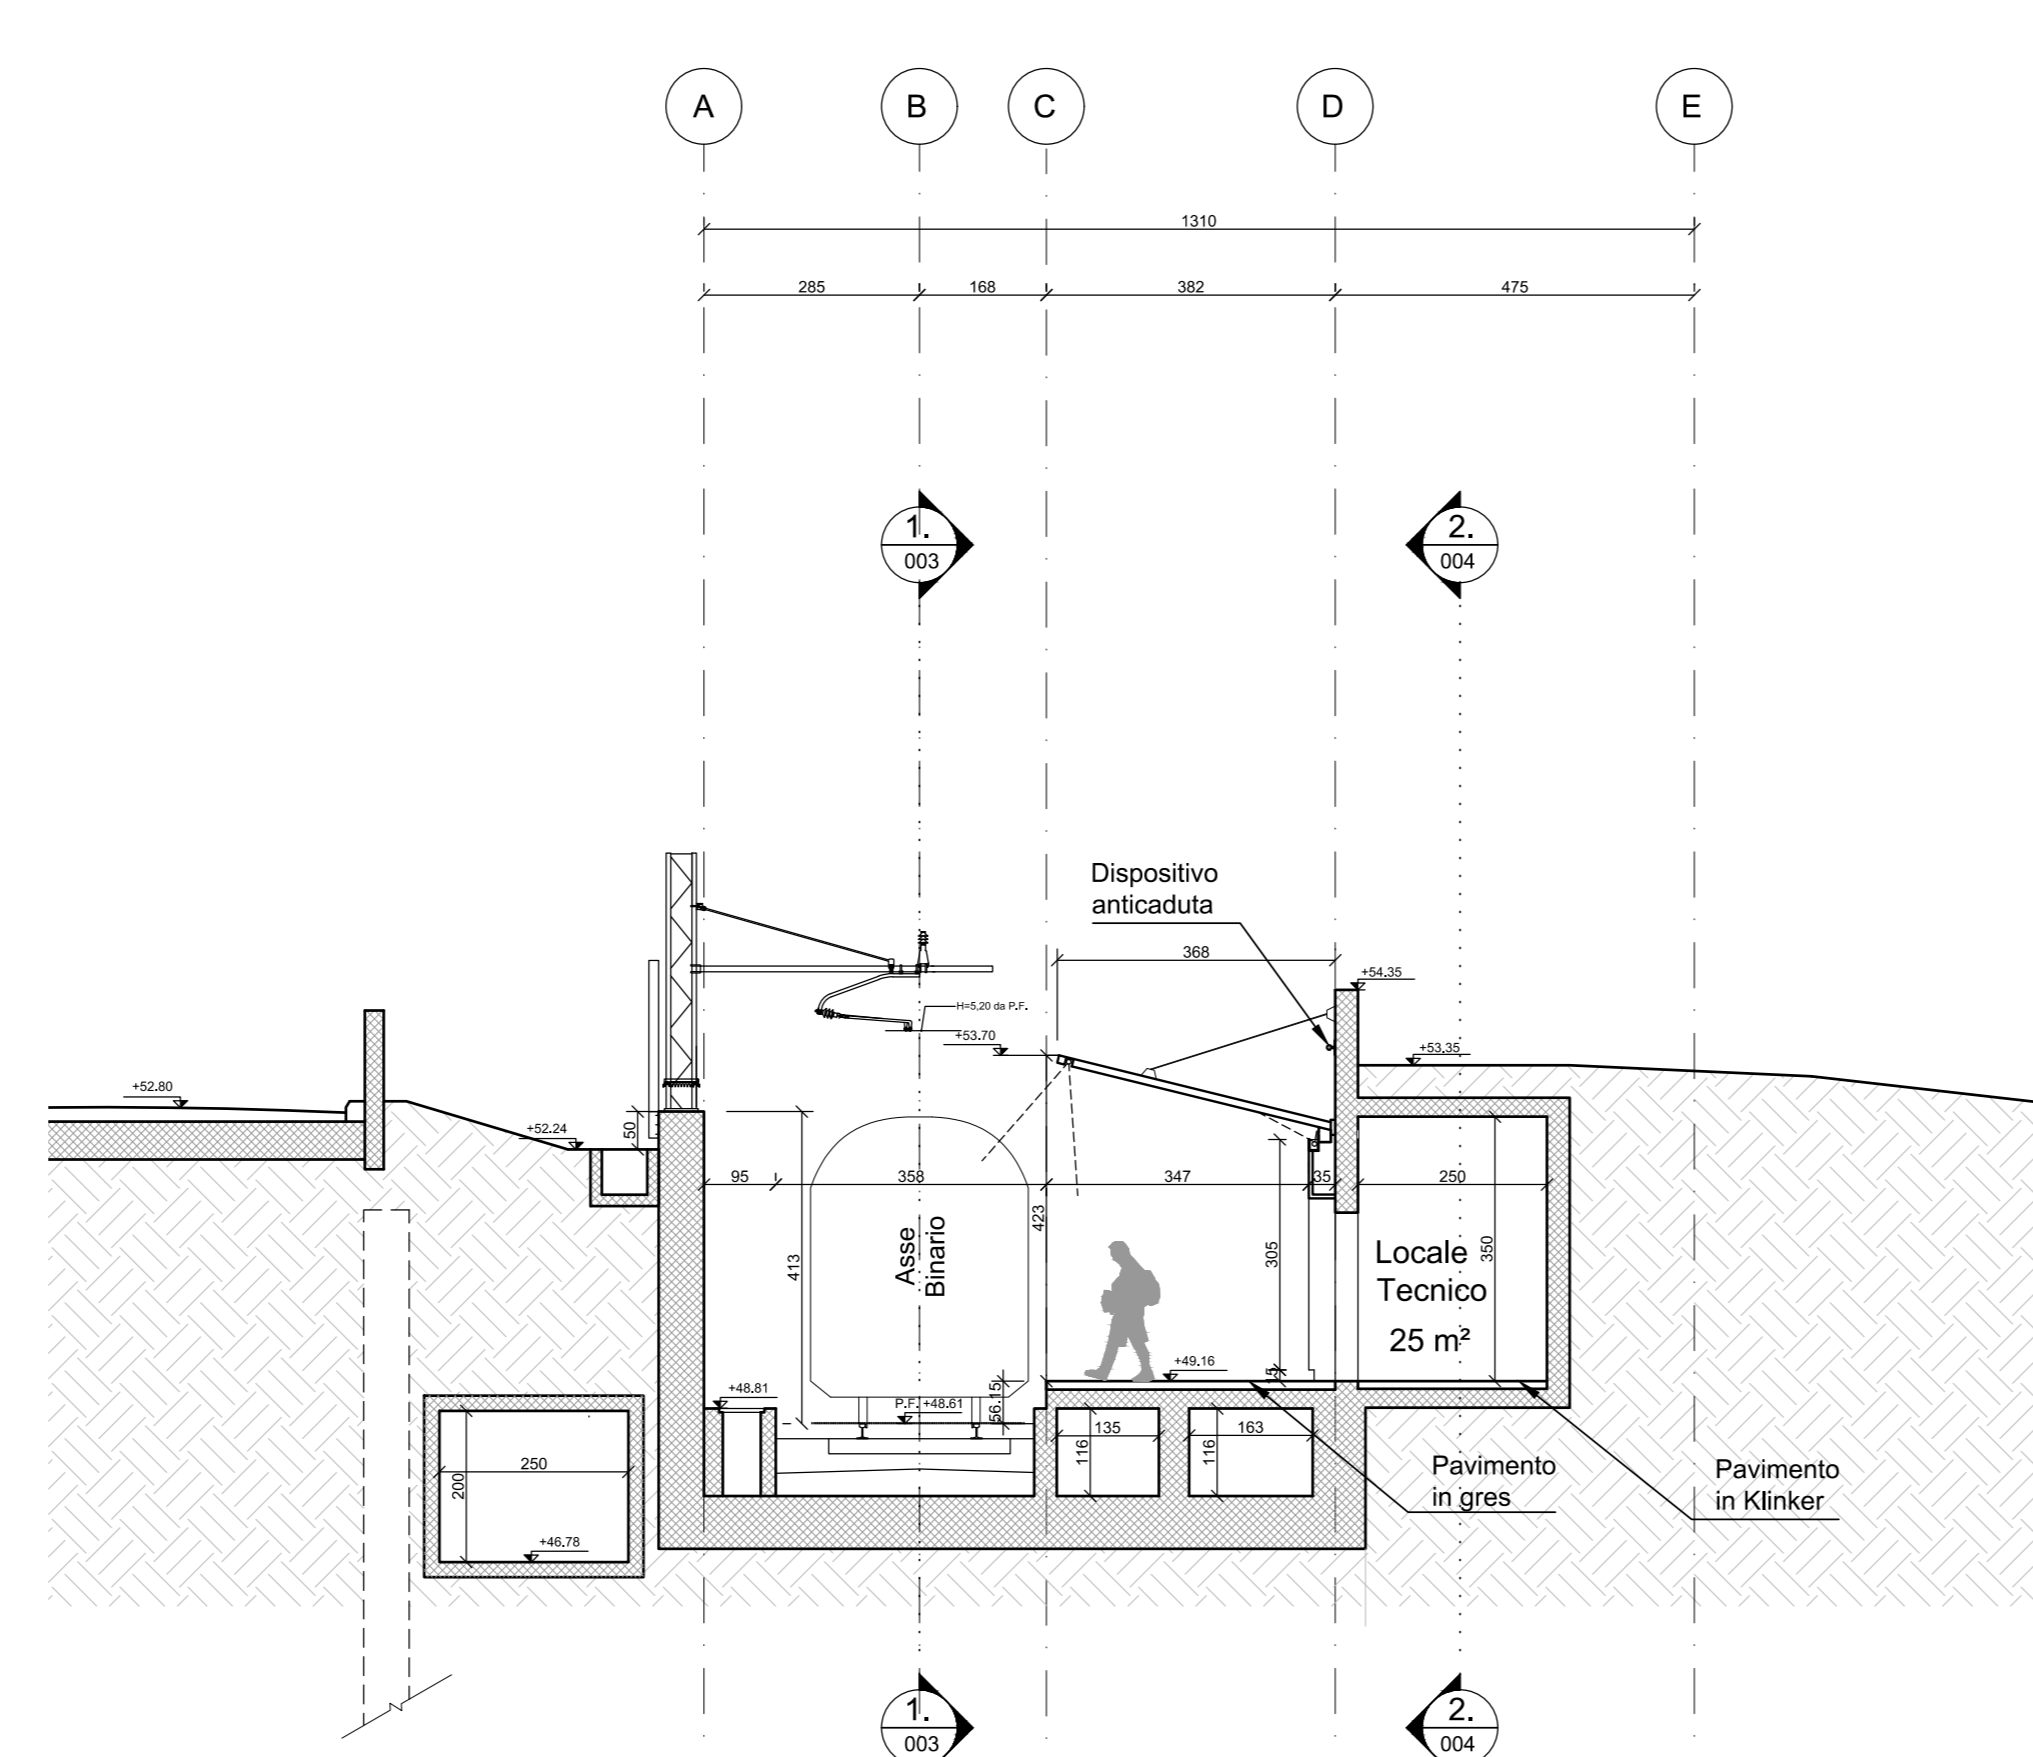 A B C D E
1310
285 168 382 475
1.
003
2.
004
Dispositivo
anticaduta
368
+54.35
H=5,20 da P.F.
+53.70
+53.35
+52.80
+52.24
50
95 358 347 35 250
413
423
305
350
Asse
Binario
Locale
Tecnico
25 m²
+49.16
15
+48.81
P.F. +48.61
56.15
135 163
116
116
250
200
+46.78
Pavimento
in gres
Pavimento
in Klinker
1.
003
2.
004